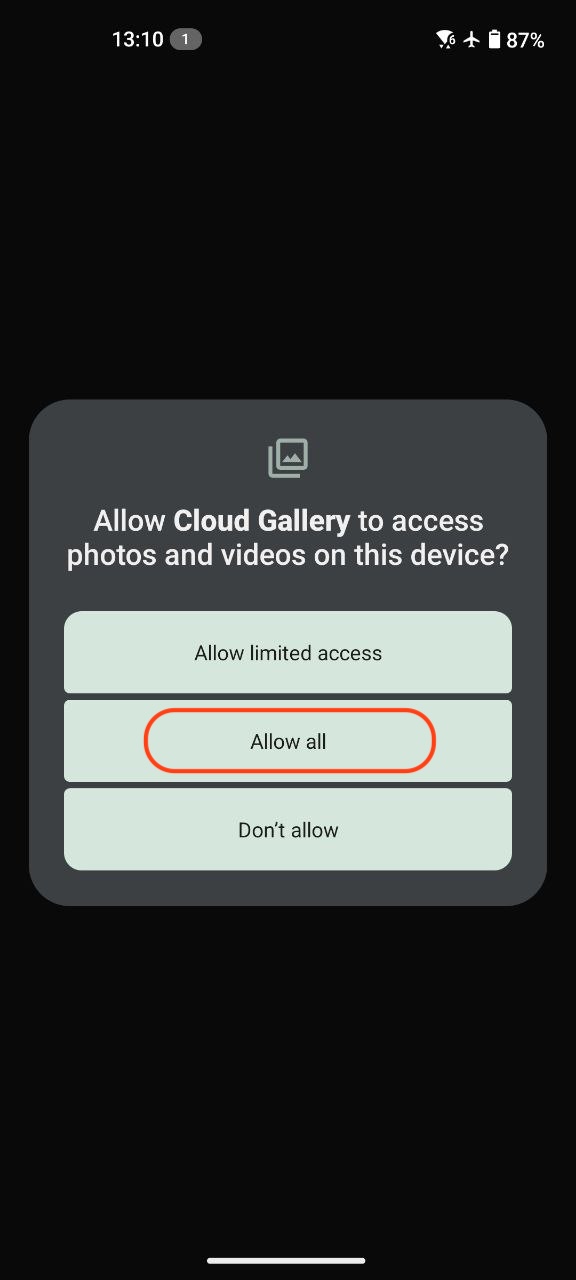 13:10 1 6 87%
Allow Cloud Gallery to access
photos and videos on this device?
Allow limited access
Allow all
Don’t allow